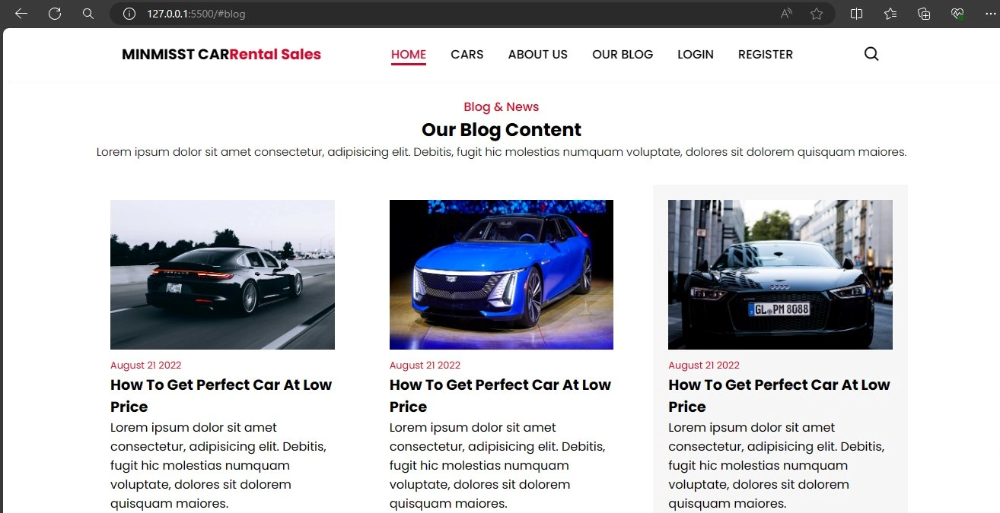 127.0.0.1:5500/#blog
MINMISST CARRental Sales
HOME
CARS
ABOUT US
OUR BLOG
LOGIN
REGISTER
Blog & News
Our Blog Content
Lorem ipsum dolor sit amet consectetur, adipisicing elit. Debitis, fugit hic molestias numquam voluptate, dolores sit dolorem quisquam maiores.
August 21 2022
How To Get Perfect Car At Low
Price
Lorem ipsum dolor sit amet
consectetur, adipisicing elit. Debitis,
fugit hic molestias numquam
voluptate, dolores sit dolorem
quisquam maiores.
August 21 2022
How To Get Perfect Car At Low
Price
Lorem ipsum dolor sit amet
consectetur, adipisicing elit. Debitis,
fugit hic molestias numquam
voluptate, dolores sit dolorem
quisquam maiores.
GL PM 8088
August 21 2022
How To Get Perfect Car At Low
Price
Lorem ipsum dolor sit amet
consectetur, adipisicing elit. Debitis,
fugit hic molestias numquam
voluptate, dolores sit dolorem
quisquam maiores.